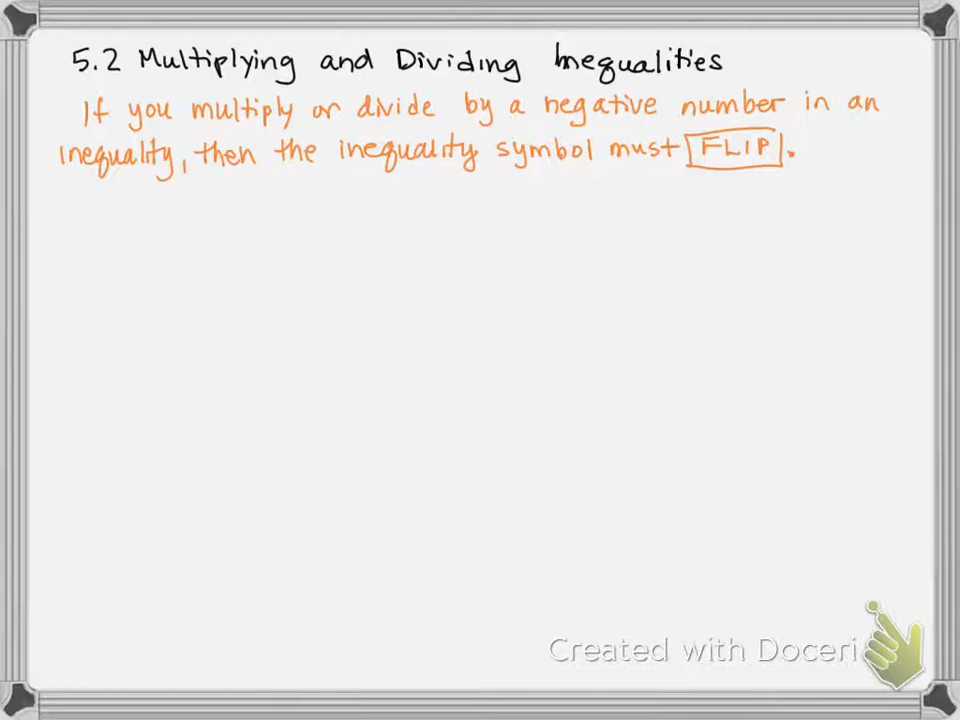 5.2 Multiplying and Dividing Inequalities
If you multiply or divide by a negative number in an
inequality, then the inequality symbol must FLIP.
Created with Doceri